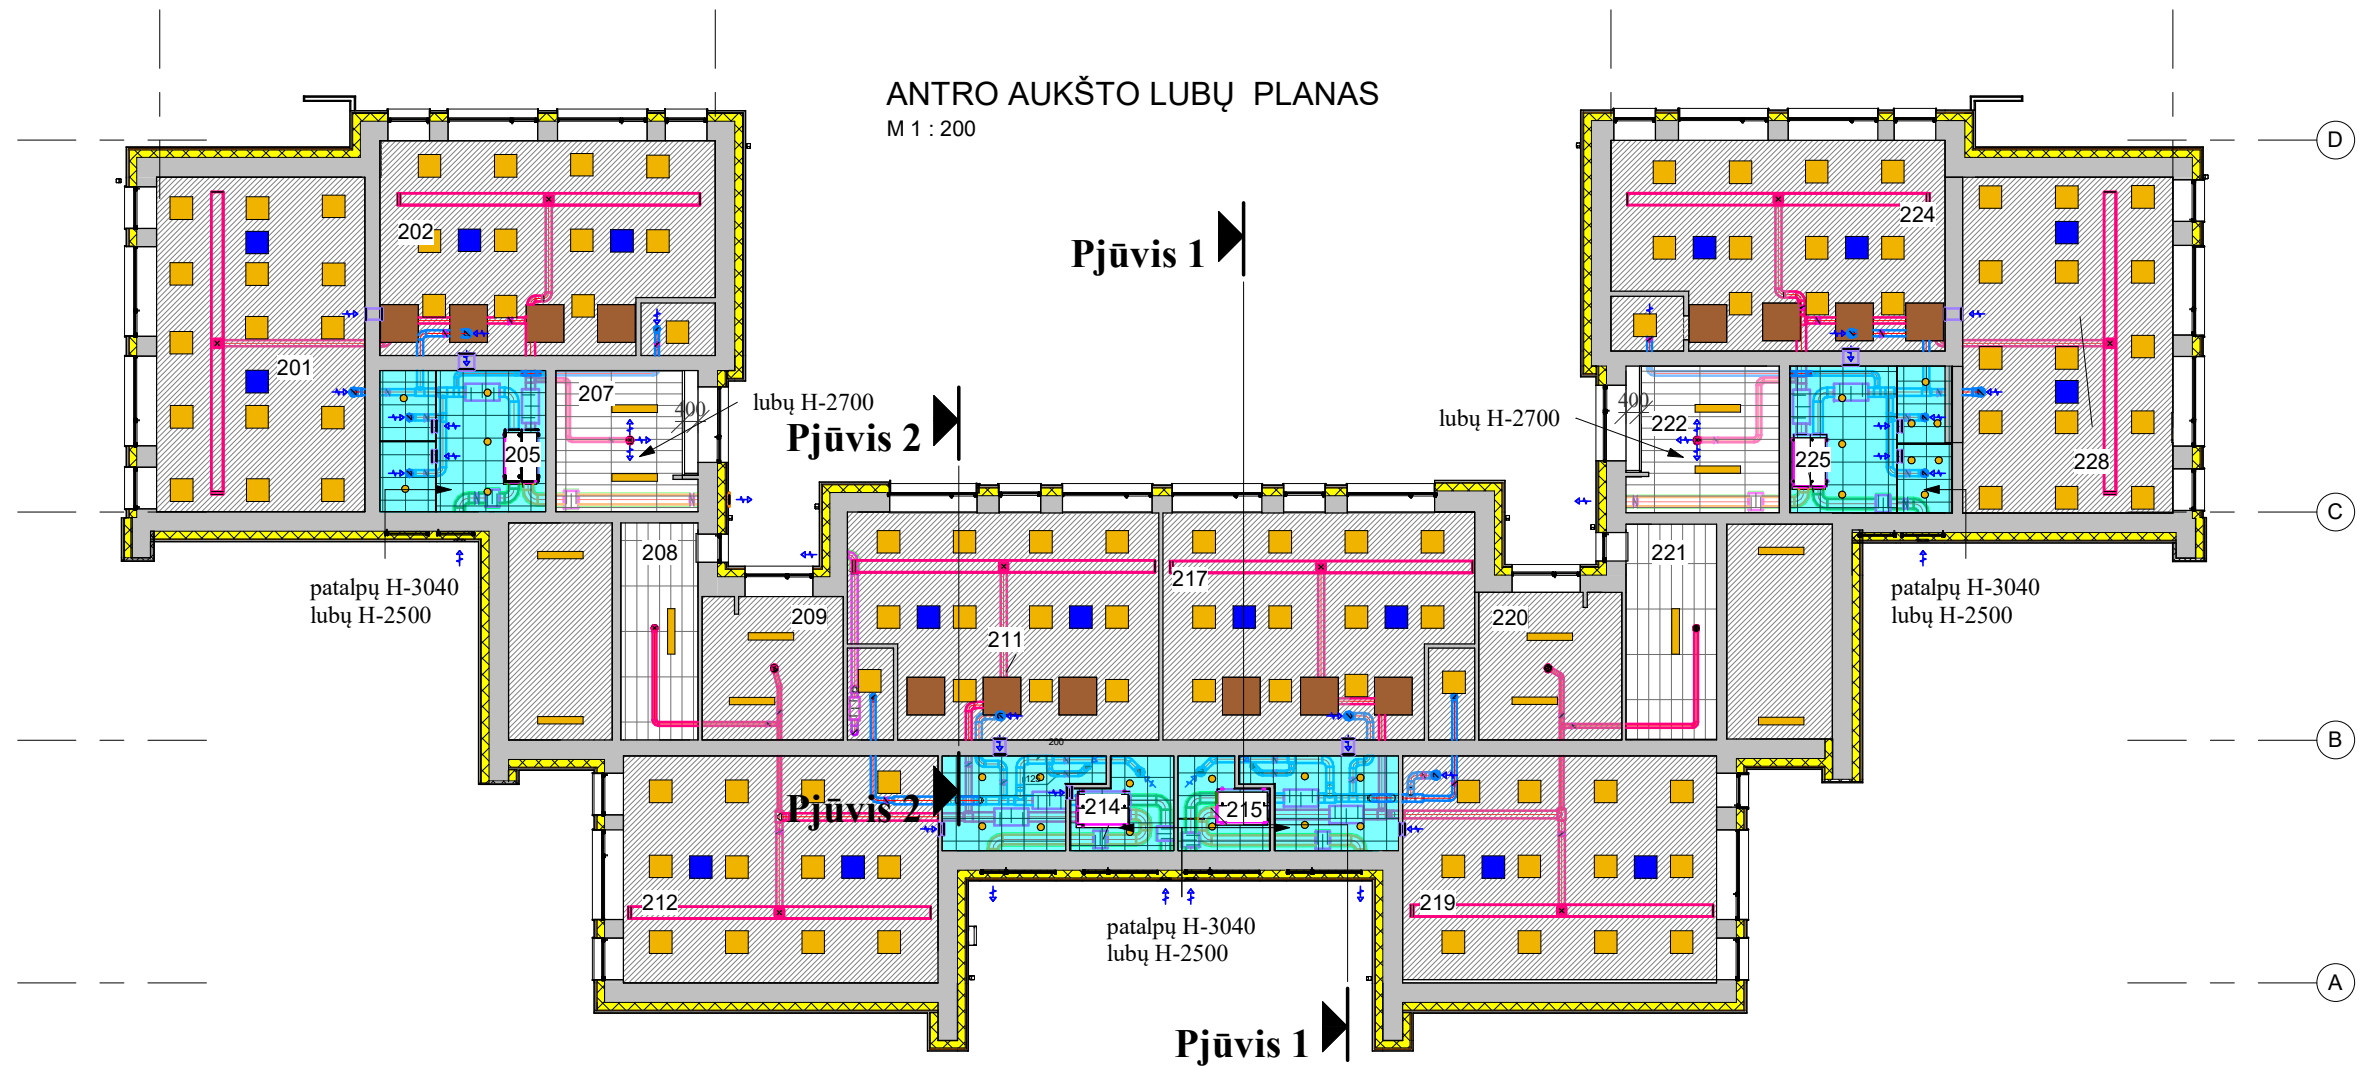 ANTRO AUKŠTO LUBŲ PLANAS
M 1 : 200
D
202
224
Pjūvis 1
201
207
400
lubų H-2700
Pjūvis 2
lubų H-2700
400
222
205
225
228
C
208
217
221
patalpų H-3040
lubų H-2500
209
211
220
patalpų H-3040
lubų H-2500
200
B
125
Pjūvis 2
214
215
212
219
patalpų H-3040
lubų H-2500
A
Pjūvis 1